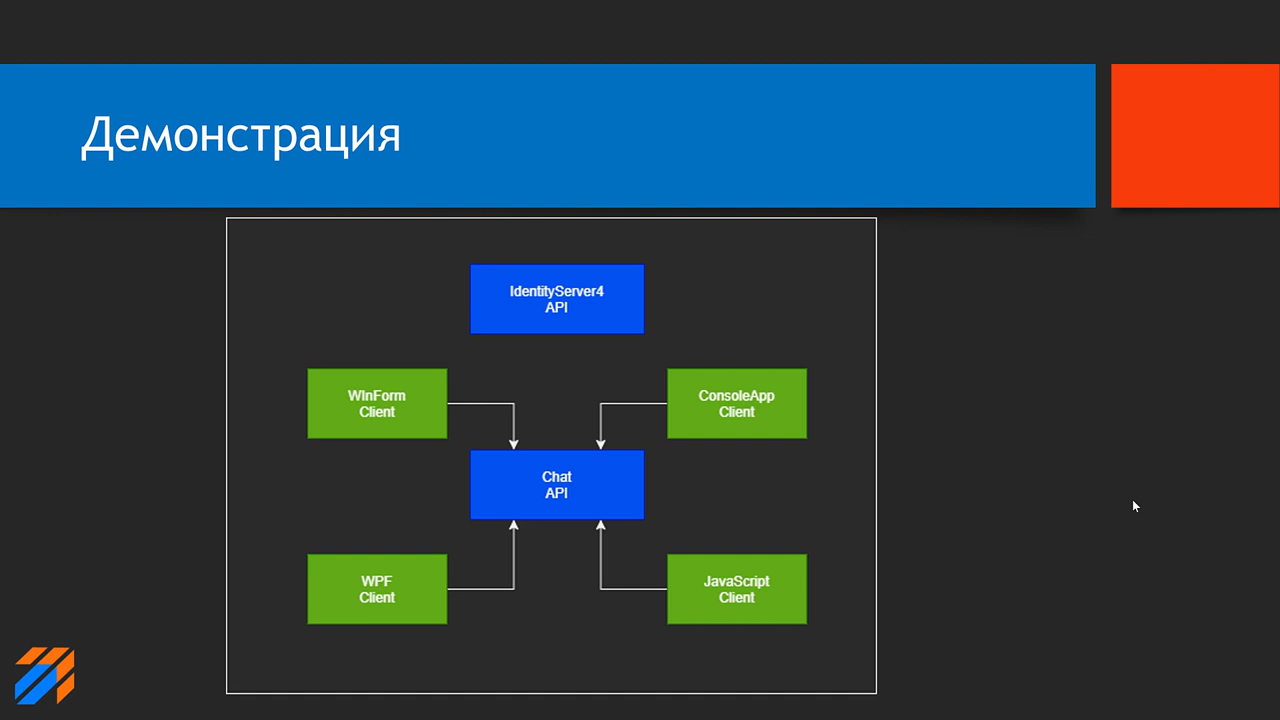 Демонстрация
IdentityServer4
API
WInForm
Client
ConsoleApp
Client
Chat
API
WPF
Client
JavaScript
Client